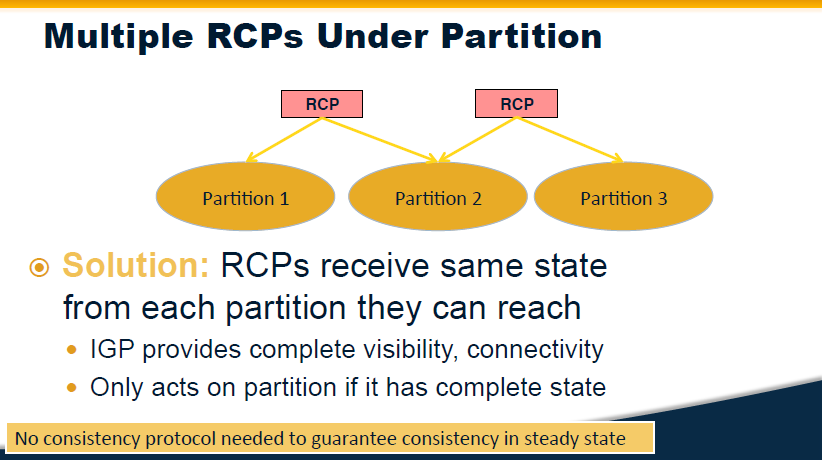 Multiple RCPs Under Partition
RCP
RCP
Partition 1
Partition 2
Partition 3
Solution: RCPs receive same state
from each partition they can reach
IGP provides complete visibility, connectivity
Only acts on partition if it has complete state
No consistency protocol needed to guarantee consistency in steady state